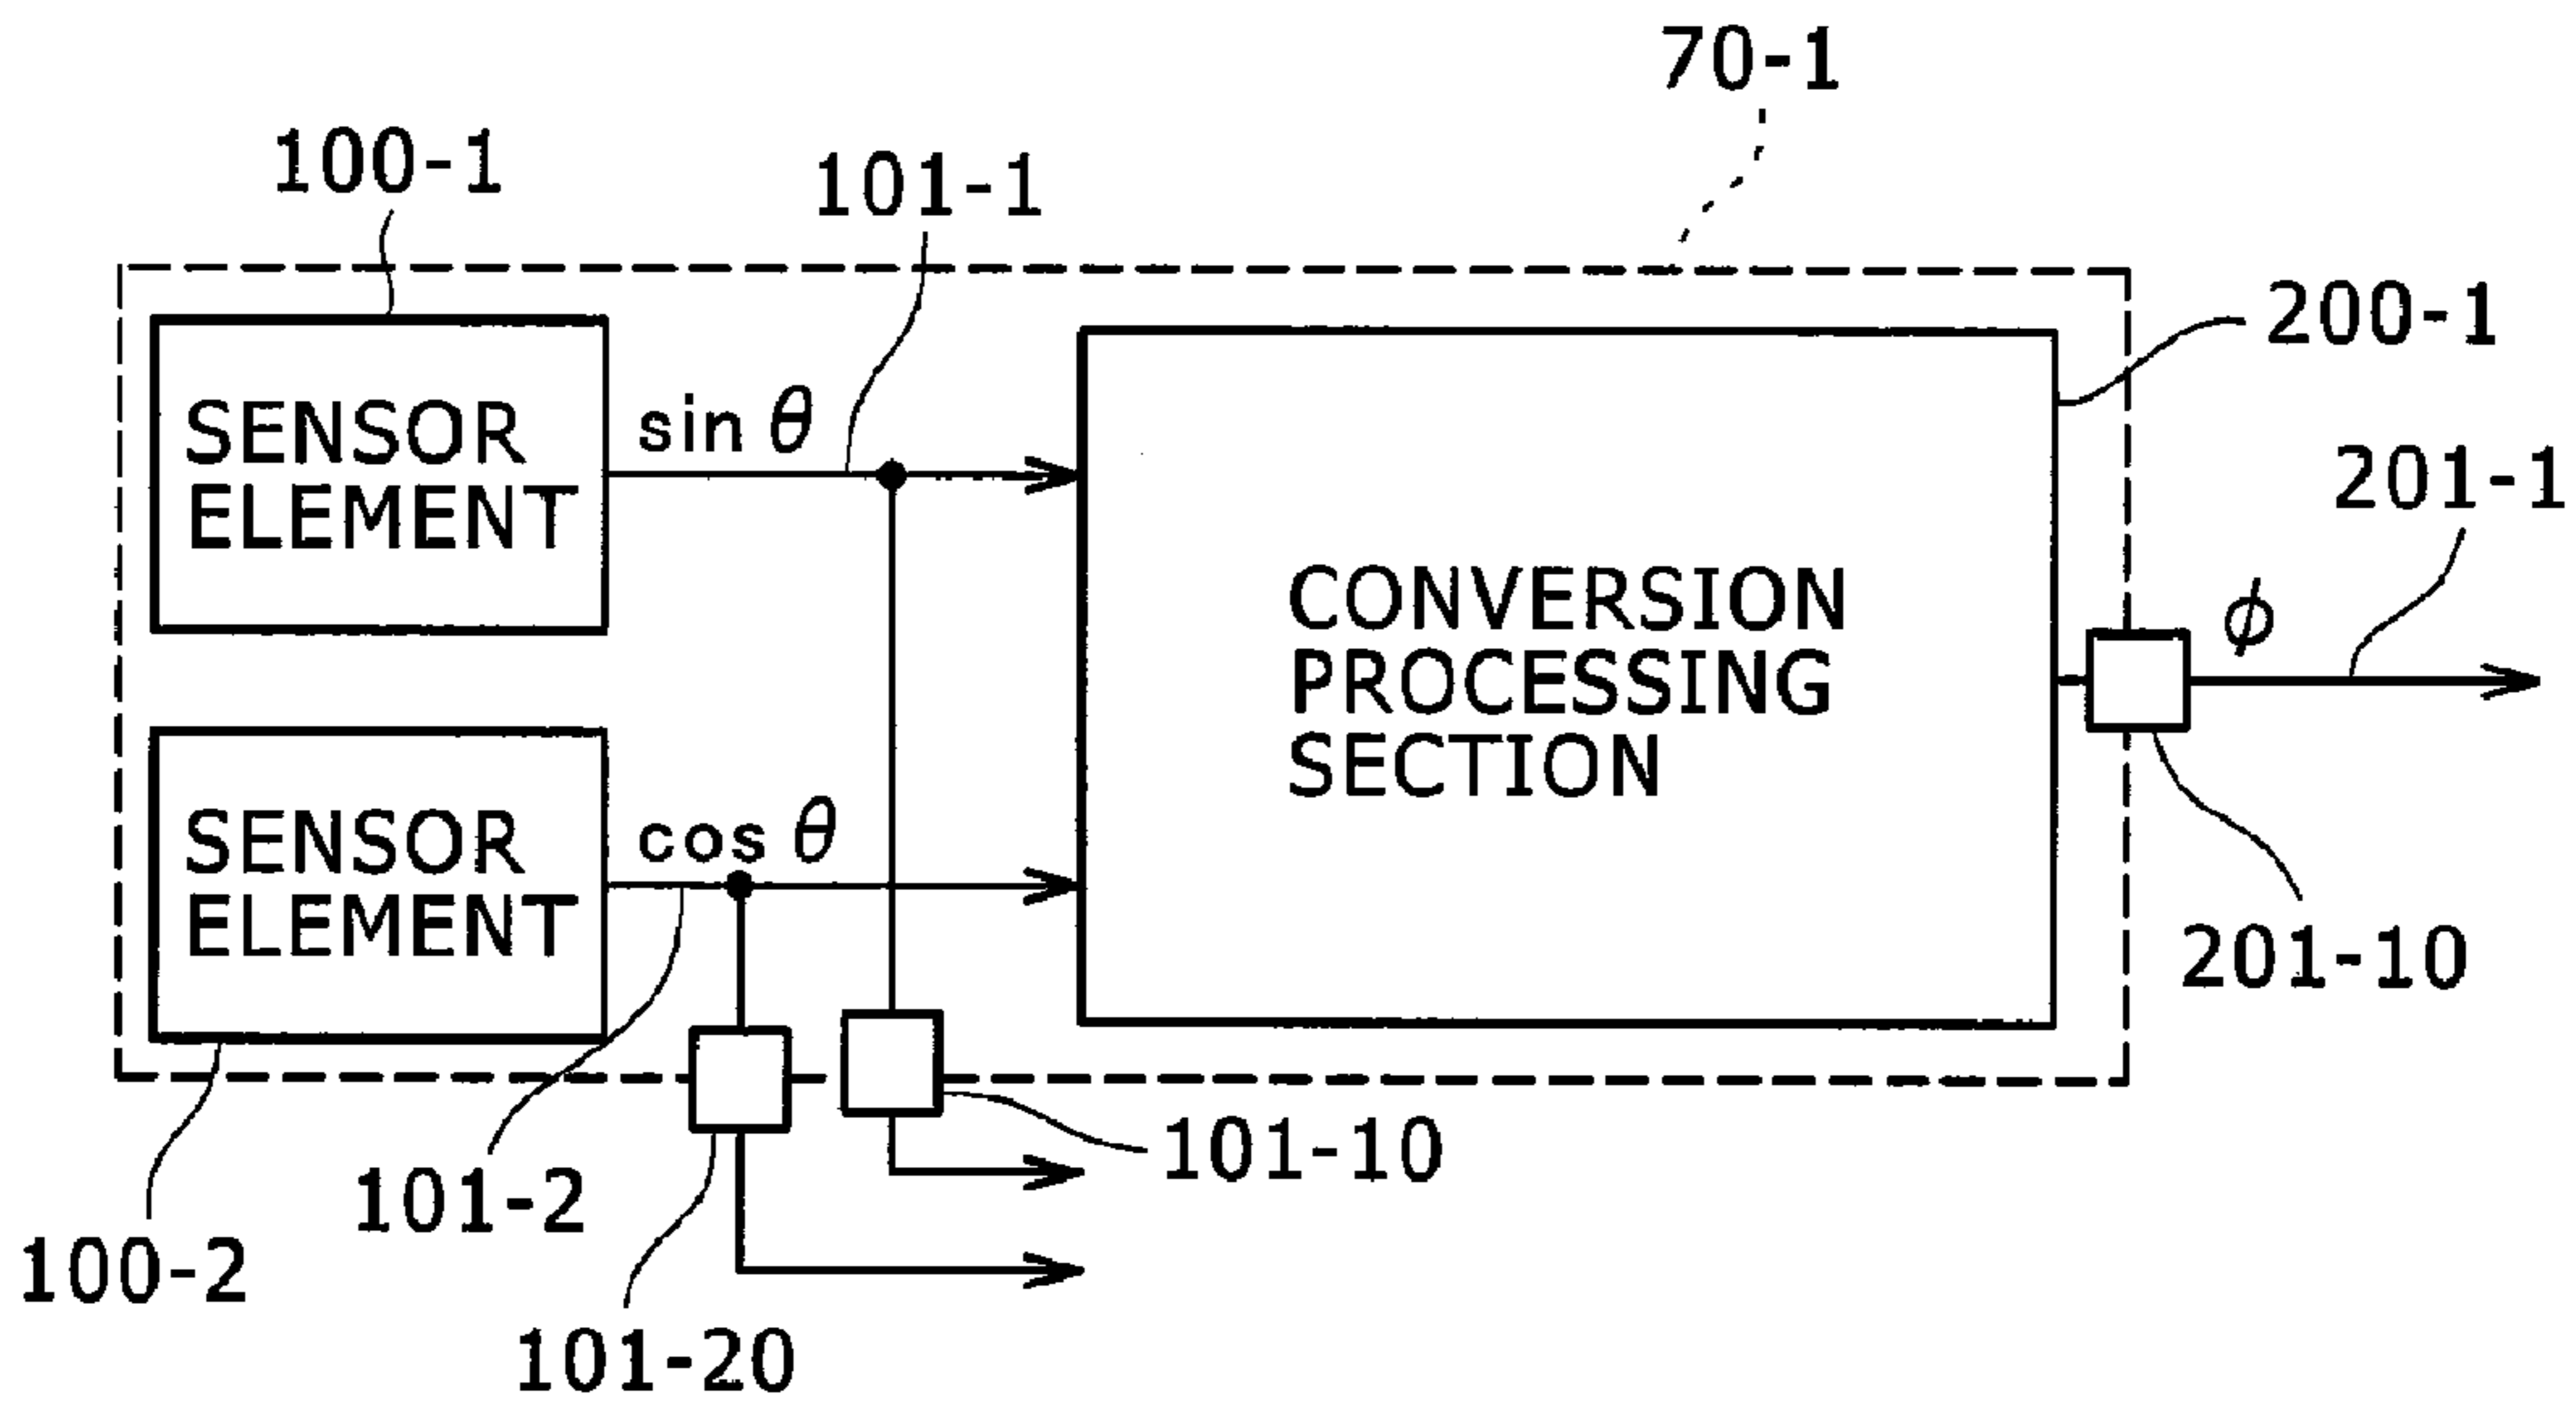 70-1
100-1
101-1
200-1
SENSOR
ELEMENT
sin θ
201-1
CONVERSION
PROCESSING
SECTION
ϕ
SENSOR
ELEMENT
cos θ
201-10
101-10
101-2
100-2
101-20